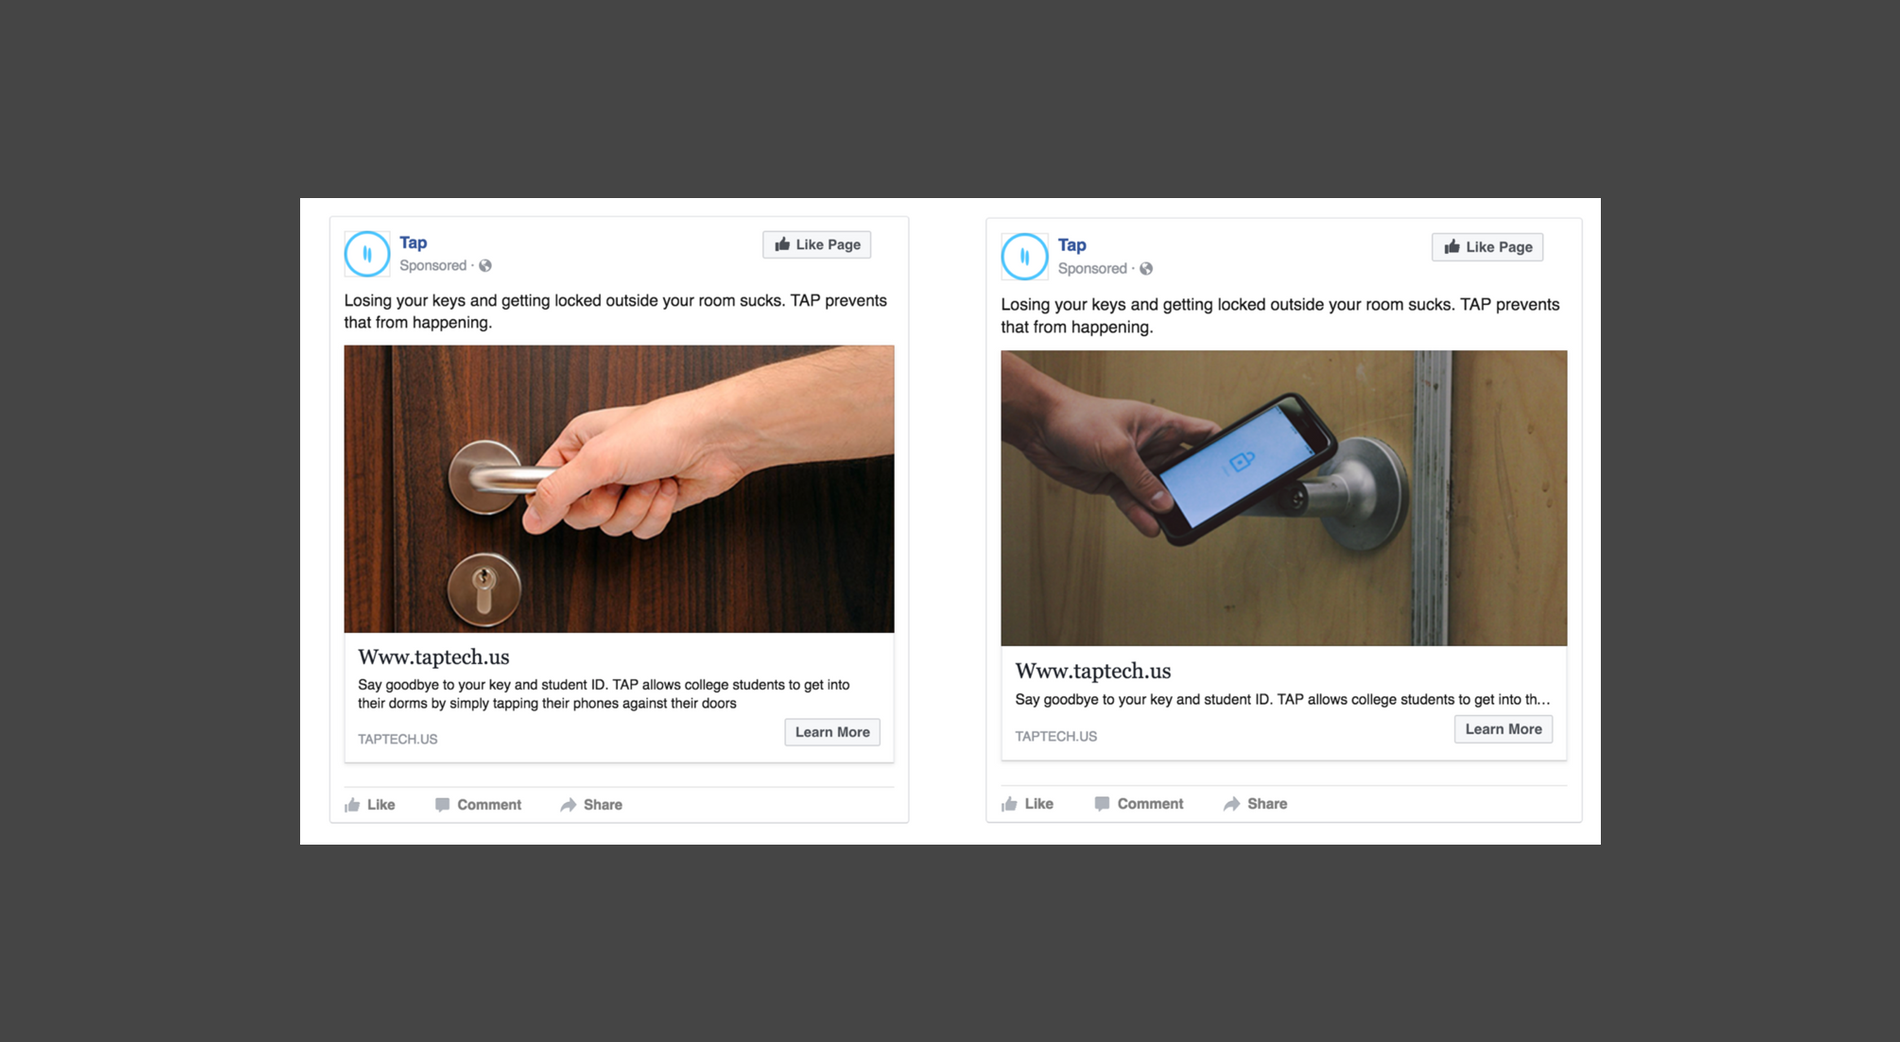 Tap
Like Page
Sponsored ·
Losing your keys and getting locked outside your room sucks. TAP prevents
that from happening.
Www.taptech.us
Say goodbye to your key and student ID. TAP allows college students to get into
their dorms by simply tapping their phones against their doors
TAPTECH.US
Learn More
Like
Comment
Share
Tap
Like Page
Sponsored ·
Losing your keys and getting locked outside your room sucks. TAP prevents
that from happening.
Www.taptech.us
Say goodbye to your key and student ID. TAP allows college students to get into th...
TAPTECH.US
Learn More
Like
Comment
Share